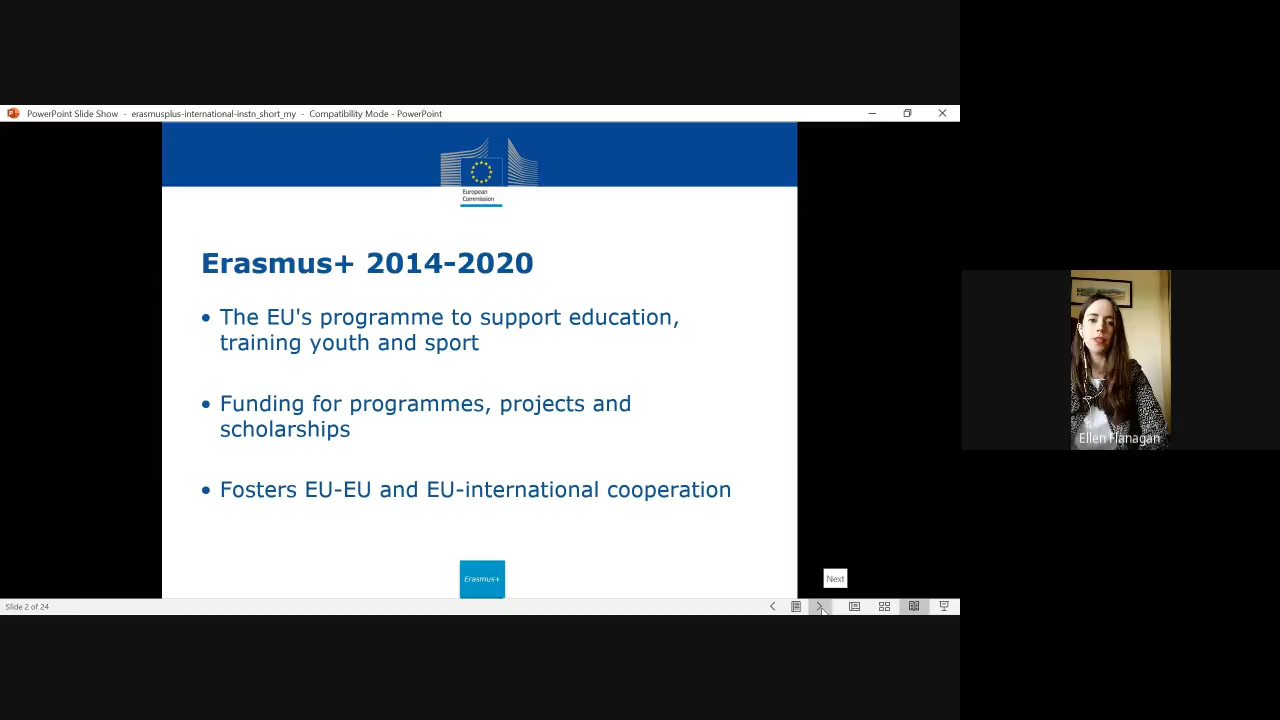 PowerPoint Slide Show - erasmusplus-international-instn_short_my - Compatibility Mode - PowerPoint
European
Commission
Erasmus+ 2014-2020
• The EU's programme to support education,
training youth and sport
• Funding for programmes, projects and
scholarships
• Fosters EU-EU and EU-international cooperation
Erasmus+
Next
Slide 2 of 24
Ellen Flanagan